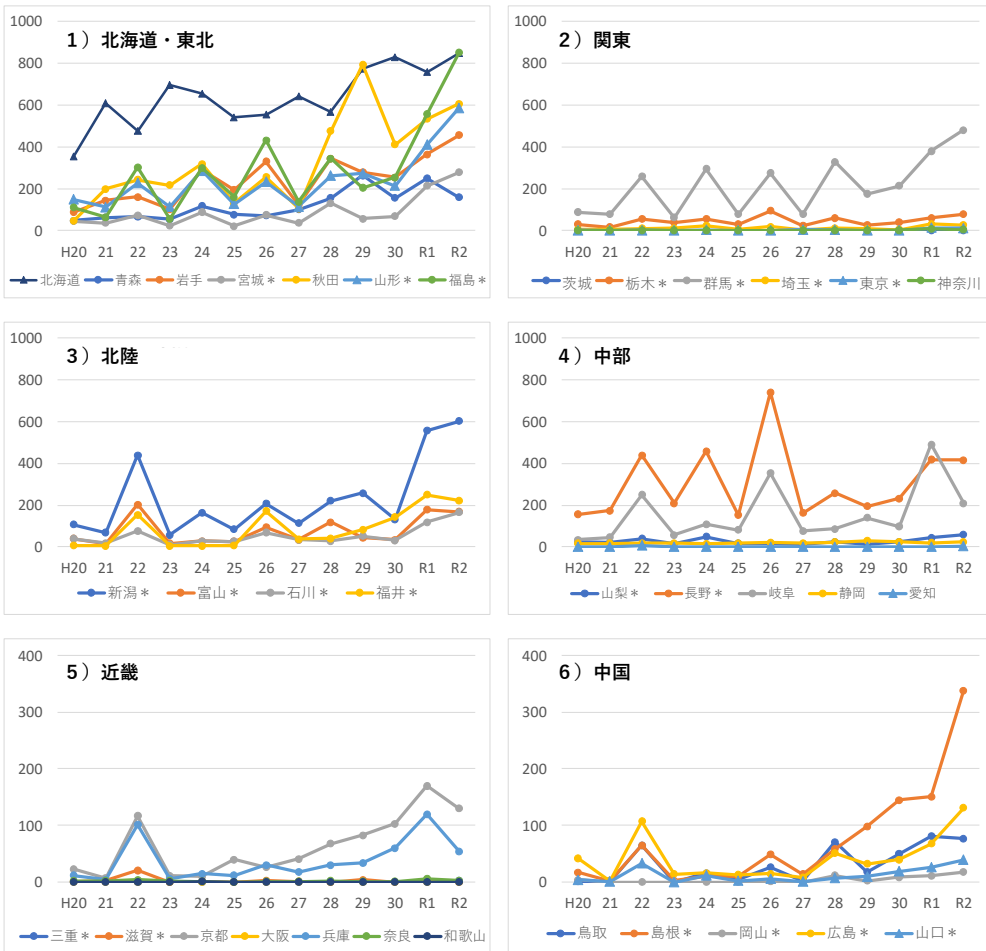 1）北海道・東北
1000
800
600
400
200
0
H20 21 22 23 24 25 26 27 28 29 30 R1 R2
北海道 青森 岩手 宮城＊ 秋田 山形＊ 福島＊
2）関東
1000
800
600
400
200
0
H20 21 22 23 24 25 26 27 28 29 30 R1 R2
茨城 栃木＊ 群馬＊ 埼玉＊ 東京＊ 神奈川
3）北陸
1000
800
600
400
200
0
H20 21 22 23 24 25 26 27 28 29 30 R1 R2
新潟＊ 富山＊ 石川＊ 福井＊
4）中部
1000
800
600
400
200
0
H20 21 22 23 24 25 26 27 28 29 30 R1 R2
山梨＊ 長野＊ 岐阜 静岡 愛知
5）近畿
400
300
200
100
0
H20 21 22 23 24 25 26 27 28 29 30 R1 R2
三重＊ 滋賀＊ 京都 大阪 兵庫 奈良 和歌山
6）中国
400
300
200
100
0
H20 21 22 23 24 25 26 27 28 29 30 R1 R2
鳥取 島根＊ 岡山＊ 広島＊ 山口＊